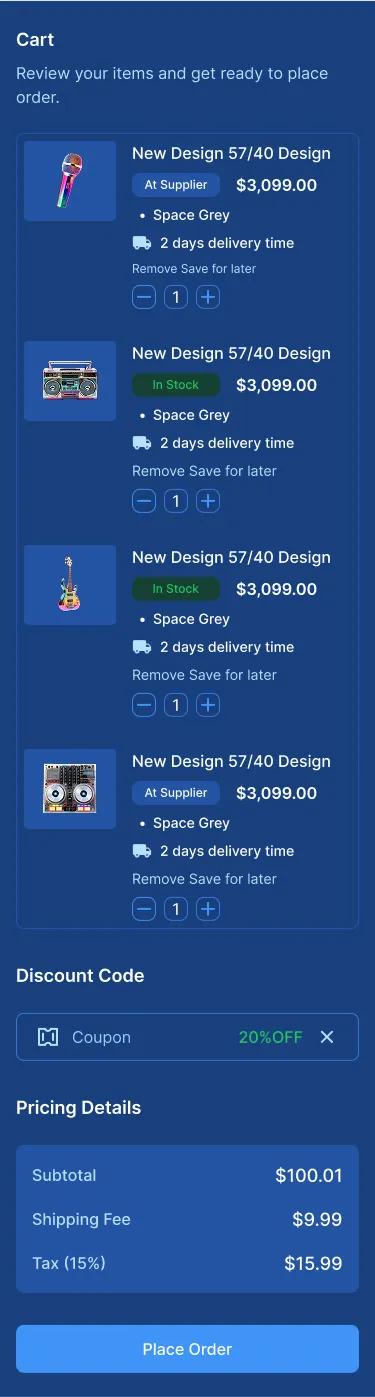 Cart
Review your items and get ready to place
order.
New Design 57/40 Design
At Supplier $3,099.00
• Space Grey
2 days delivery time
Remove Save for later
1
New Design 57/40 Design
In Stock $3,099.00
• Space Grey
2 days delivery time
Remove Save for later
1
New Design 57/40 Design
In Stock $3,099.00
• Space Grey
2 days delivery time
Remove Save for later
1
New Design 57/40 Design
At Supplier $3,099.00
• Space Grey
2 days delivery time
Remove Save for later
1
Discount Code
Coupon 20%OFF
Pricing Details
Subtotal $100.01
Shipping Fee $9.99
Tax (15%) $15.99
Place Order